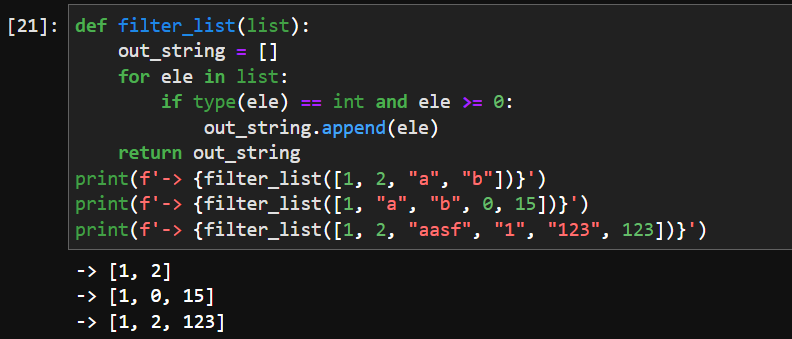 [21]: def filter_list(list):
    out_string = []
    for ele in list:
        if type(ele) == int and ele >= 0:
            out_string.append(ele)
    return out_string
print(f'-> {filter_list([1, 2, "a", "b"])}')
print(f'-> {filter_list([1, "a", "b", 0, 15])}')
print(f'-> {filter_list([1, 2, "aasf", "1", "123", 123])}')
-> [1, 2]
-> [1, 0, 15]
-> [1, 2, 123]